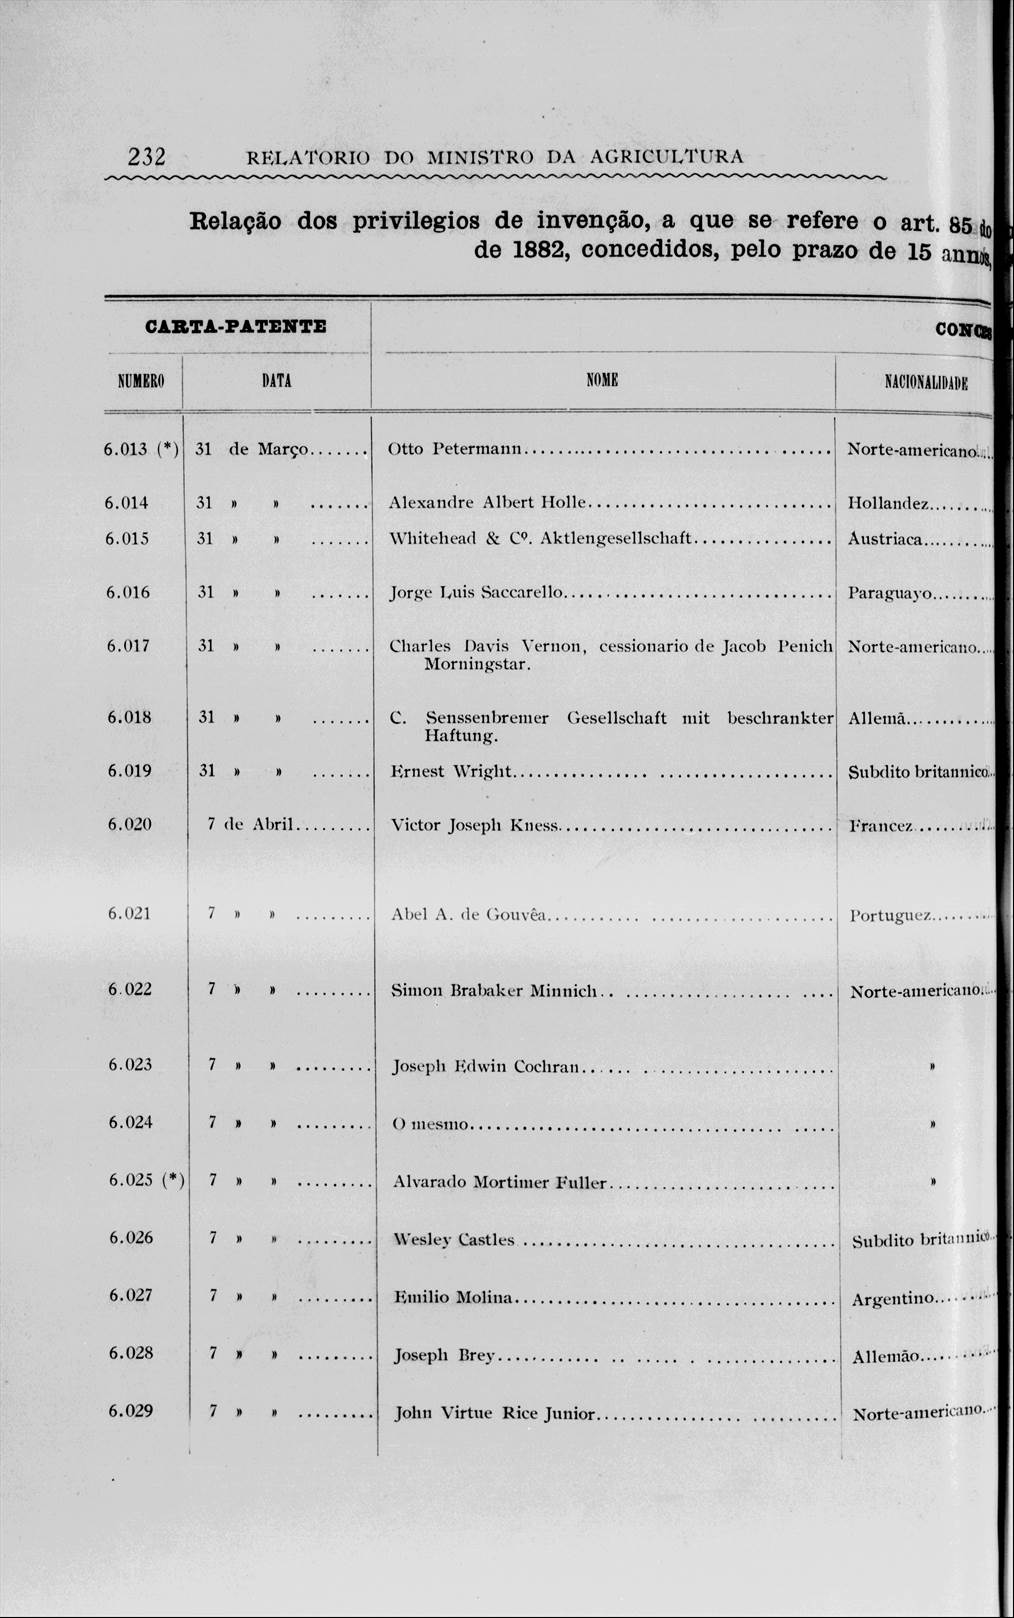 232 RELATORIO DO MINISTRO DA AGRICULTURA
Relação dos privilegios de invenção, a que se refere o art. 85 do
de 1882, concedidos, pelo prazo de 15 annos,
CARTA-PATENTE
NUMERO DATA NOME NACIONALIDADE
6.013 (*) 31 de Março....... Otto Petermann.................................... Norte-americano...
6.014 31 » » ....... Alexandre Albert Holle............................ Hollandez.........
6.015 31 » » ....... Whitehead & Cº. Aktlengesellschaft................ Austriaca..........
6.016 31 » » ....... Jorge Luis Saccarello............................... Paraguayo.........
6.017 31 » » ....... Charles Davis Vernon, cessionario de Jacob Penich Norte-americano....
Morningstar.
6.018 31 » » ....... C. Senssenbremer Gesellschaft mit beschrankter Allemã............
Haftung.
6.019 31 » » ....... Ernest Wright.................................... Subdito britannico..
6.020 7 de Abril......... Victor Joseph Kness................................ Francez..........
6.021 7 » » ......... Abel A. de Gouvêa................................. Portuguez.........
6.022 7 » » ......... Simon Brabaker Minnich.......................... Norte-americano...
6.023 7 » » ......... Joseph Edwin Cochran............................ »
6.024 7 » » ......... O mesmo.......................................... »
6.025 (*) 7 » » ......... Alvarado Mortimer Fuller......................... »
6.026 7 » » ......... Wesley Castles ..................................... Subdito britannico..
6.027 7 » » ......... Emilio Molina...................................... Argentino.........
6.028 7 » » ......... Joseph Brey........................................ Allemão...........
6.029 7 » » ......... John Virtue Rice Junior........................... Norte-americano...